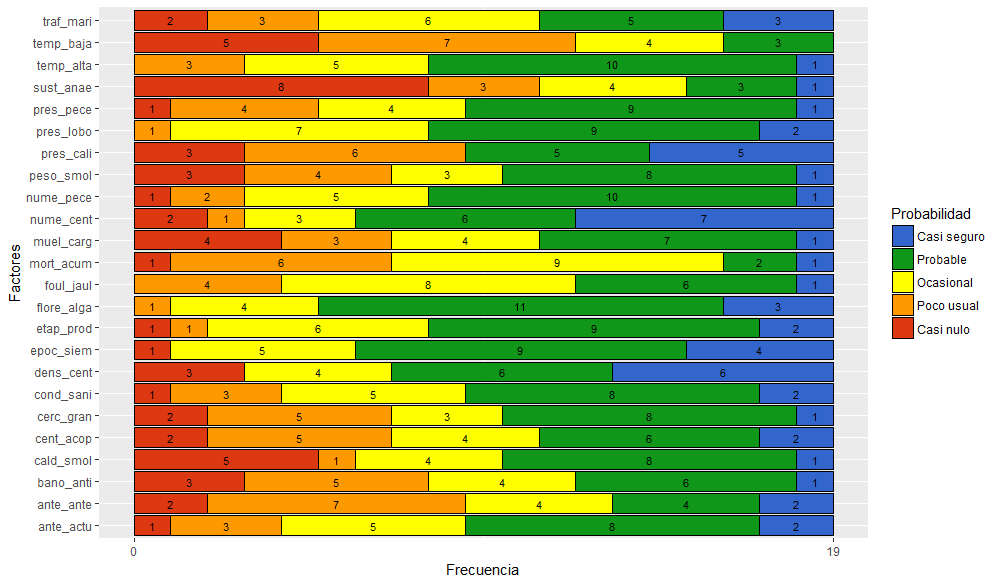 traf_mari 2 3 6 5 3
temp_baja 5 7 4 3
temp_alta 3 5 10 1
sust_anae 8 3 4 3 1
pres_pece 1 4 4 9 1
pres_lobo 1 7 9 2
pres_cali 3 6 5 5
peso_smol 3 4 3 8 1
nume_pece 1 2 5 10 1
nume_cent 2 1 3 6 7
muel_carg 4 3 4 7 1
mort_acum 1 6 9 2 1
foul_jaul 4 8 6 1
flore_alga 1 4 11 3
etap_prod 1 1 6 9 2
epoc_siem 1 5 9 4
dens_cent 3 4 6 6
cond_sani 1 3 5 8 2
cerc_gran 2 5 3 8 1
cent_acop 2 5 4 6 2
cald_smol 5 1 4 8 1
bano_anti 3 5 4 6 1
ante_ante 2 7 4 4 2
ante_actu 1 3 5 8 2
0 19
Frecuencia
Factores
Probabilidad
Casi seguro
Probable
Ocasional
Poco usual
Casi nulo